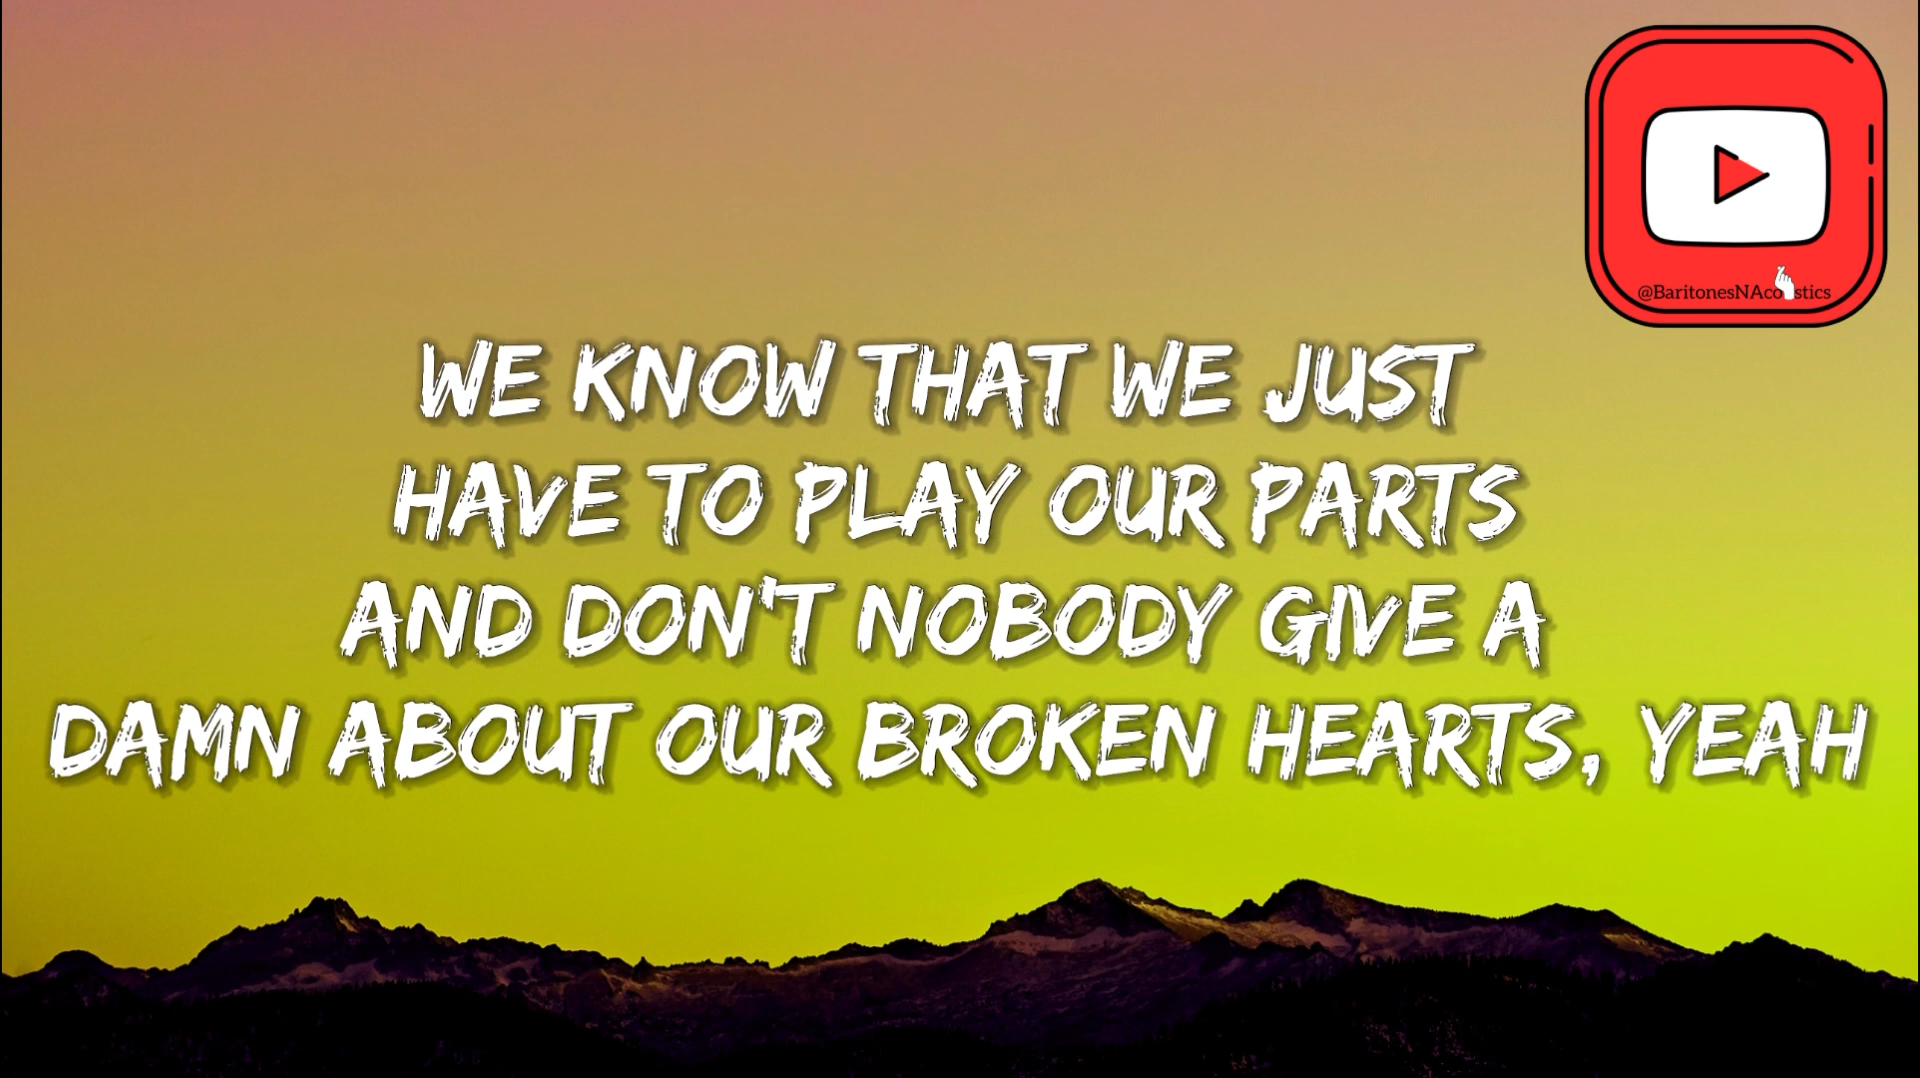 @BaritonesNAcoustics
WE KNOW THAT WE JUST
HAVE TO PLAY OUR PARTS
AND DON'T NOBODY GIVE A
DAMN ABOUT OUR BROKEN HEARTS, YEAH